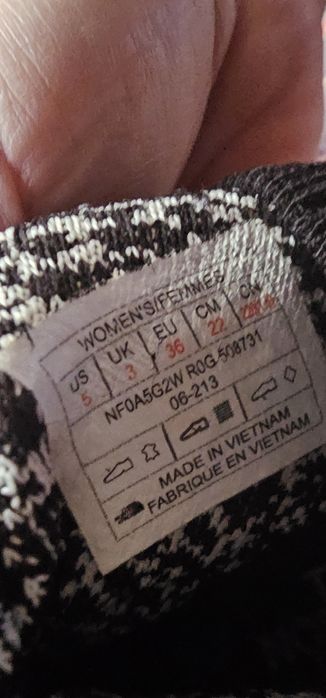 WOMEN'S/FEMMES
US UK EU CM CN
5 3 36 22
NF0A5G2W R0G 508731
06-213
MADE IN VIETNAM
FABRIQUE EN VIETNAM